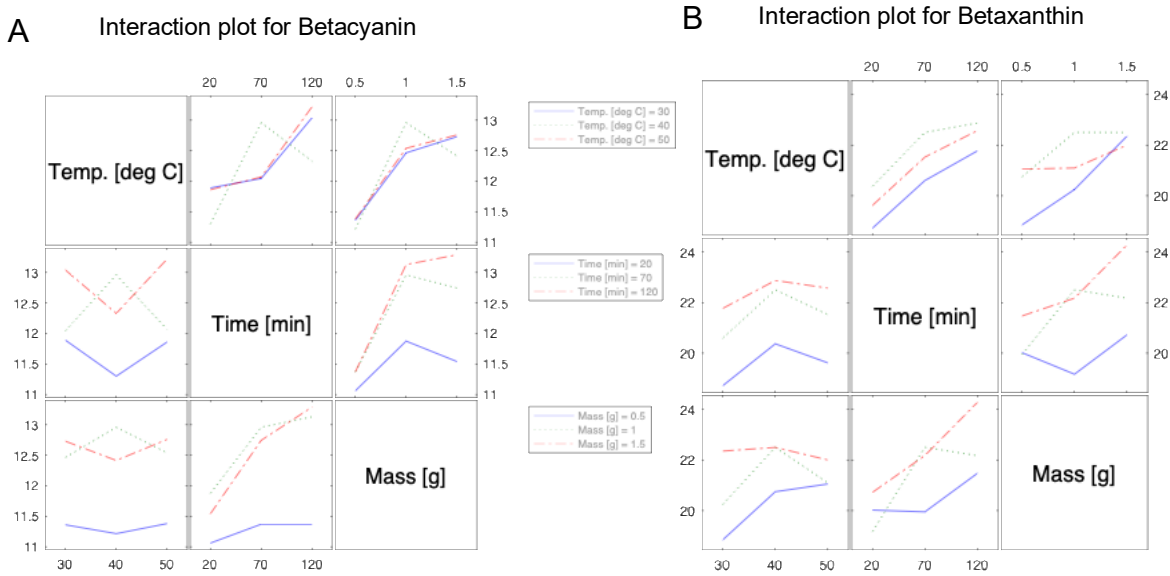 A
Interaction plot for Betacyanin
B
Interaction plot for Betaxanthin
20 70 120 0.5 1 1.5
Temp. [deg C]
13
12.5
12
11.5
11
Temp. [deg C] = 30
Temp. [deg C] = 40
Temp. [deg C] = 50
13
12.5
12
11.5
11
Time [min]
13
12.5
12
11.5
11
Time [min] = 20
Time [min] = 70
Time [min] = 120
13
12.5
12
11.5
11
Mass [g]
Mass [g] = 0.5
Mass [g] = 1
Mass [g] = 1.5
30 40 50 20 70 120
20 70 120 0.5 1 1.5
Temp. [deg C]
24
22
20
24
22
20
Time [min]
24
22
20
24
22
20
Mass [g]
30 40 50 20 70 120